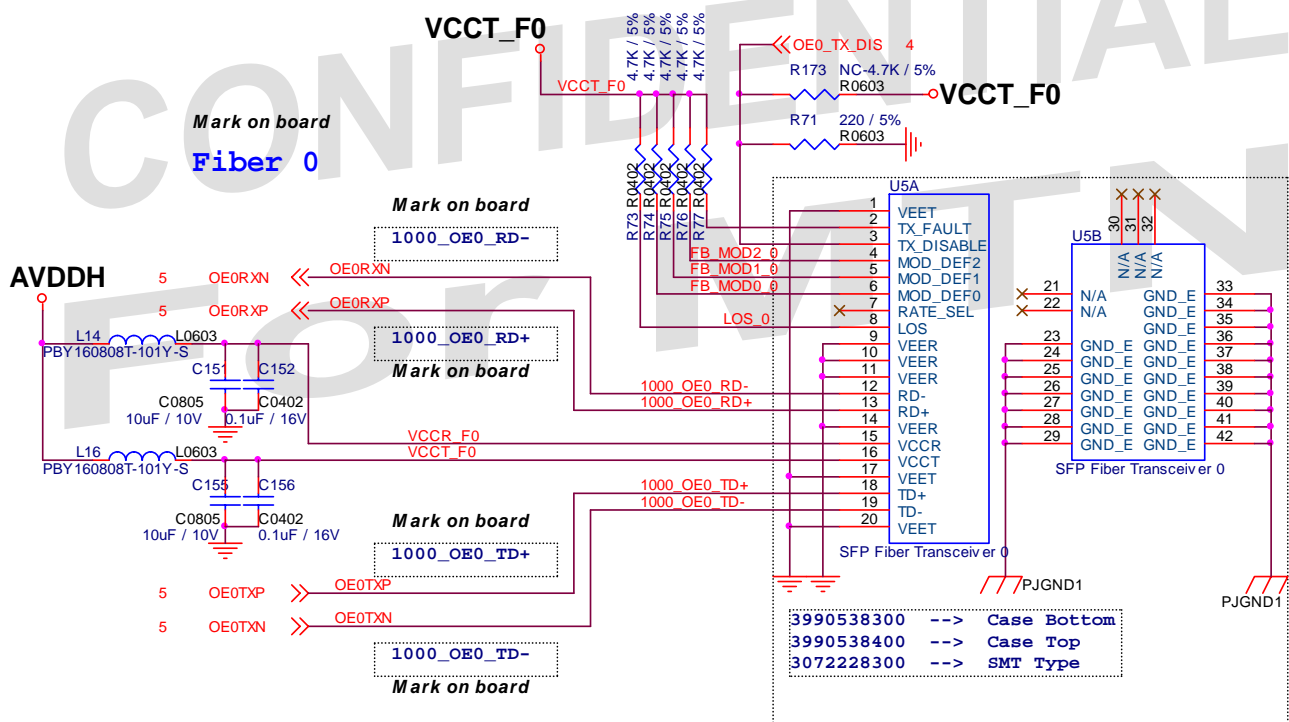 CONFIDENTIAL
For MTN
VCCT_F0
VCCT_F0
4.7K / 5%
4.7K / 5%
4.7K / 5%
4.7K / 5%
4.7K / 5%
R73 R0402
R74 R0402
R75 R0402
R76 R0402
R77 R0402
OE0_TX_DIS 4
R173 NC-4.7K / 5%
R0603
VCCT_F0
R71 220 / 5%
R0603
Mark on board
Fiber 0
Mark on board
1000_OE0_RD-
AVDDH
5 OE0RXN OE0RXN
5 OE0RXP OE0RXP
1000_OE0_RD+
Mark on board
L14 L0603
PBY160808T-101Y-S
C151 C152
C0805 C0402
10uF / 10V 0.1uF / 16V
L16 L0603
PBY160808T-101Y-S
C155 C156
C0805 C0402
10uF / 10V 0.1uF / 16V
FB_MOD2_0
FB_MOD1_0
FB_MOD0_0
LOS_0
1000_OE0_RD-
1000_OE0_RD+
VCCR_F0
VCCT_F0
1000_OE0_TD+
1000_OE0_TD-
Mark on board
1000_OE0_TD+
5 OE0TXP OE0TXP
5 OE0TXN OE0TXN
1000_OE0_TD-
Mark on board
U5A
1 VEET
2 TX_FAULT
3 TX_DISABLE
4 MOD_DEF2
5 MOD_DEF1
6 MOD_DEF0
7 RATE_SEL
8 LOS
9 VEER
10 VEER
11 VEER
12 RD-
13 RD+
14 VEER
15 VCCR
16 VCCT
17 VEET
18 TD+
19 TD-
20 VEET
SFP Fiber Transceiver 0
U5B
30 31 32
N/A N/A N/A
21 N/A GND_E 33
22 N/A GND_E 34
GND_E 35
23 GND_E GND_E 36
24 GND_E GND_E 37
25 GND_E GND_E 38
26 GND_E GND_E 39
27 GND_E GND_E 40
28 GND_E GND_E 41
29 GND_E GND_E 42
SFP Fiber Transceiver 0
PJGND1
PJGND1
3990538300 --> Case Bottom
3990538400 --> Case Top
3072228300 --> SMT Type